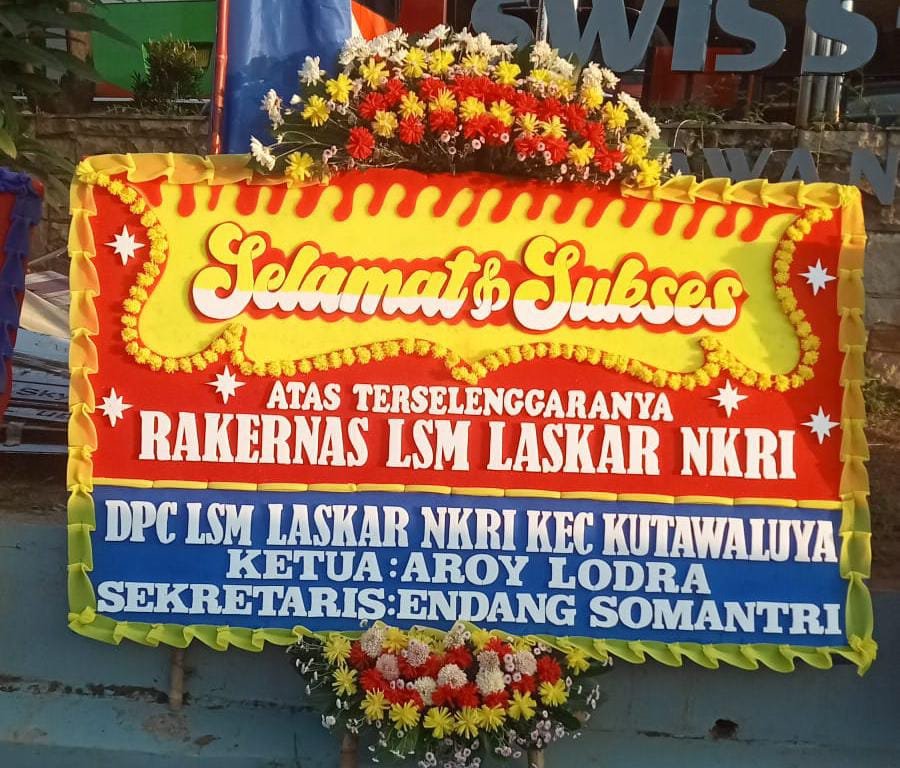 SWISS
Selamat & Sukses
ATAS TERSELENGGARANYA
RAKERNAS LSM LASKAR NKRI
DPC LSM LASKAR NKRI KEC KUTAWALUYA
KETUA:AROY LODRA
SEKRETARIS:ENDANG SOMANTRI